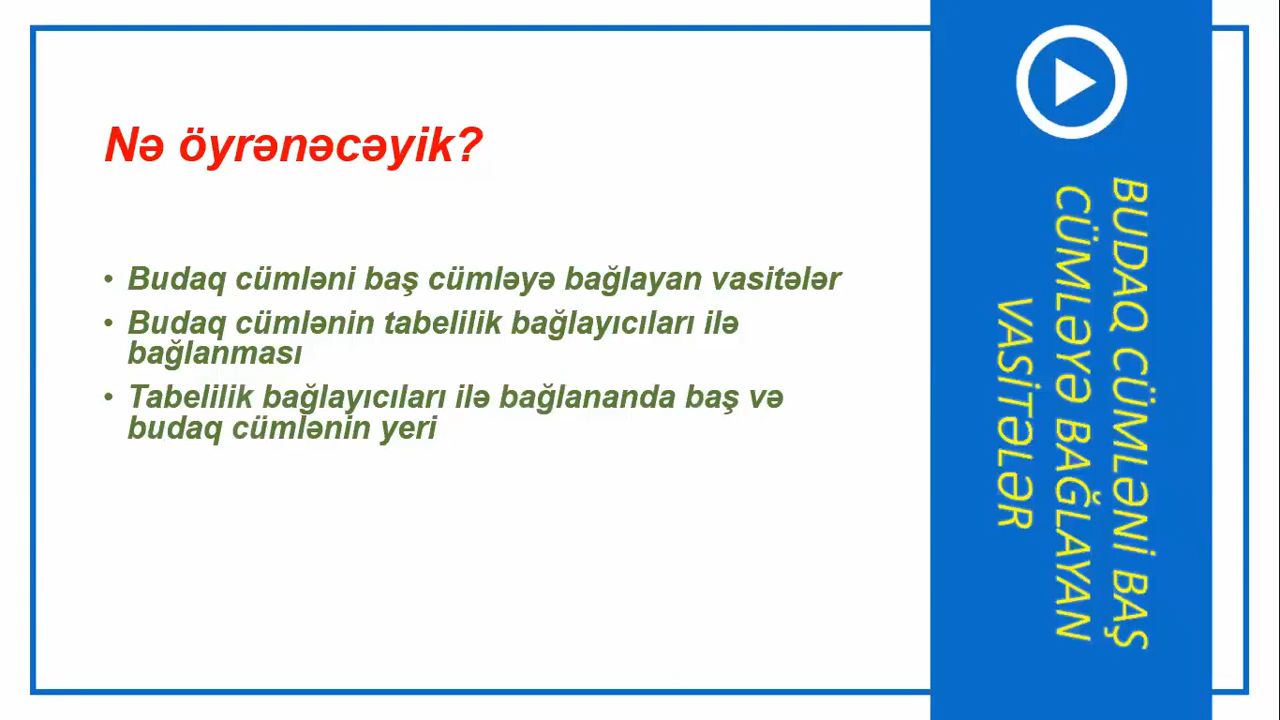 Nə öyrənəcəyik?
• Budaq cümləni baş cümləyə bağlayan vasitələr
• Budaq cümlənin tabelilik bağlayıcıları ilə
bağlanması
• Tabelilik bağlayıcıları ilə bağlananda baş və
budaq cümlənin yeri
BUDAQ CÜMLƏNİ BAŞ
CÜMLƏYƏ BAĞLAYAN
VASİTƏLƏR